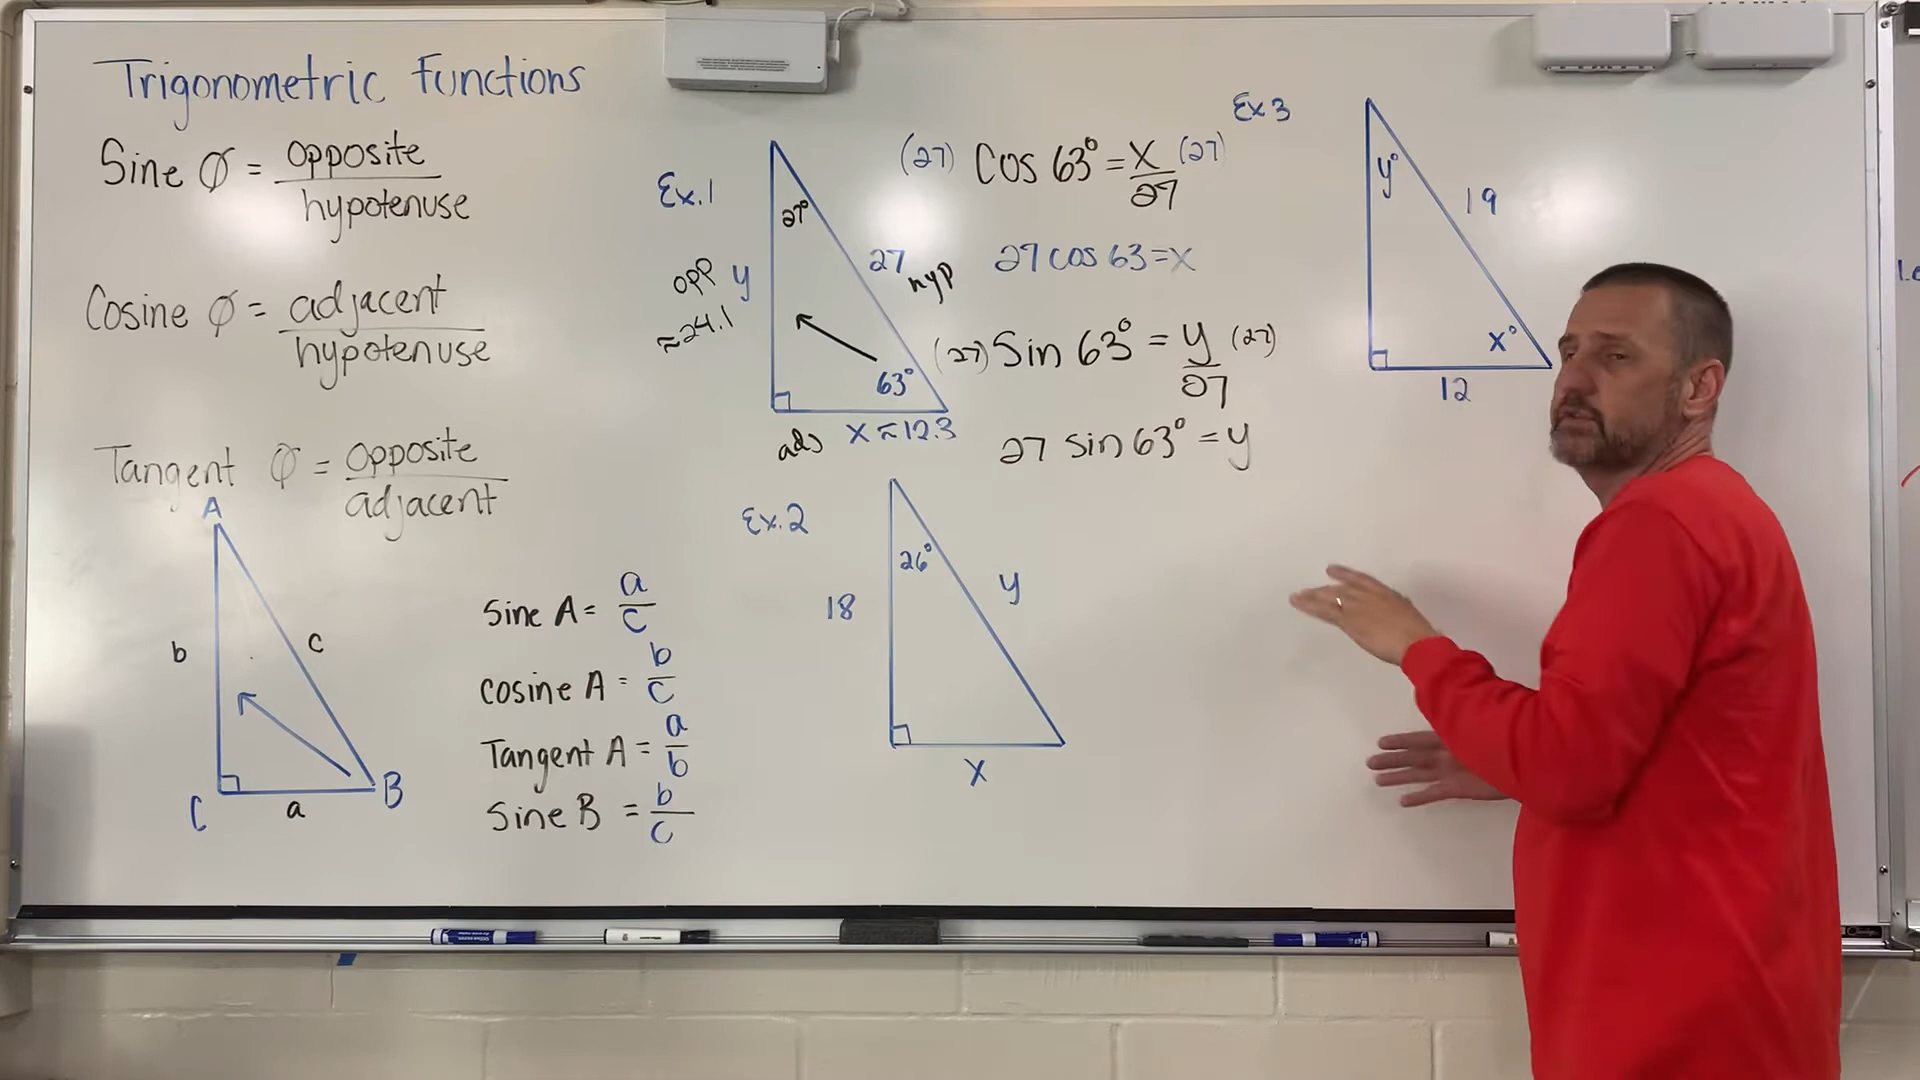 Trigonometric Functions
Sine Ø = opposite
hypotenuse
Cosine Ø = adjacent
hypotenuse
Tangent Ø = opposite
adjacent
A
b
c
C
a
B
Sine A = a
c
cosine A = b
c
Tangent A = a
b
Sine B = b
c
Ex.1
27°
opp y
≈24.1
27
hyp
63°
adj x ≈ 12.3
(27) Cos 63° = x (27)
27
27 cos 63 = x
(27) Sin 63° = y (27)
27
27 sin 63° = y
Ex.2
26°
18
y
x
Ex 3
y°
19
x°
12